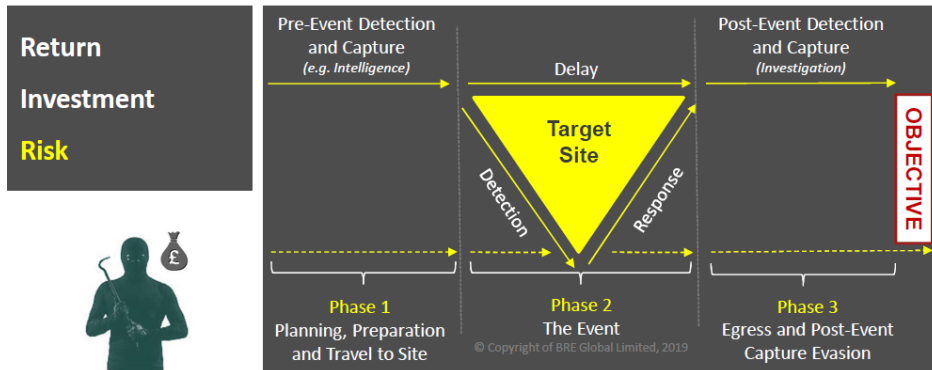 Return
Investment
Risk
£
Pre-Event Detection
and Capture
(e.g. Intelligence)
Delay
Post-Event Detection
and Capture
(Investigation)
Target
Site
Detection
Response
OBJECTIVE
Phase 1
Planning, Preparation
and Travel to Site
Phase 2
The Event
© Copyright of BRE Global Limited, 2019
Phase 3
Egress and Post-Event
Capture Evasion